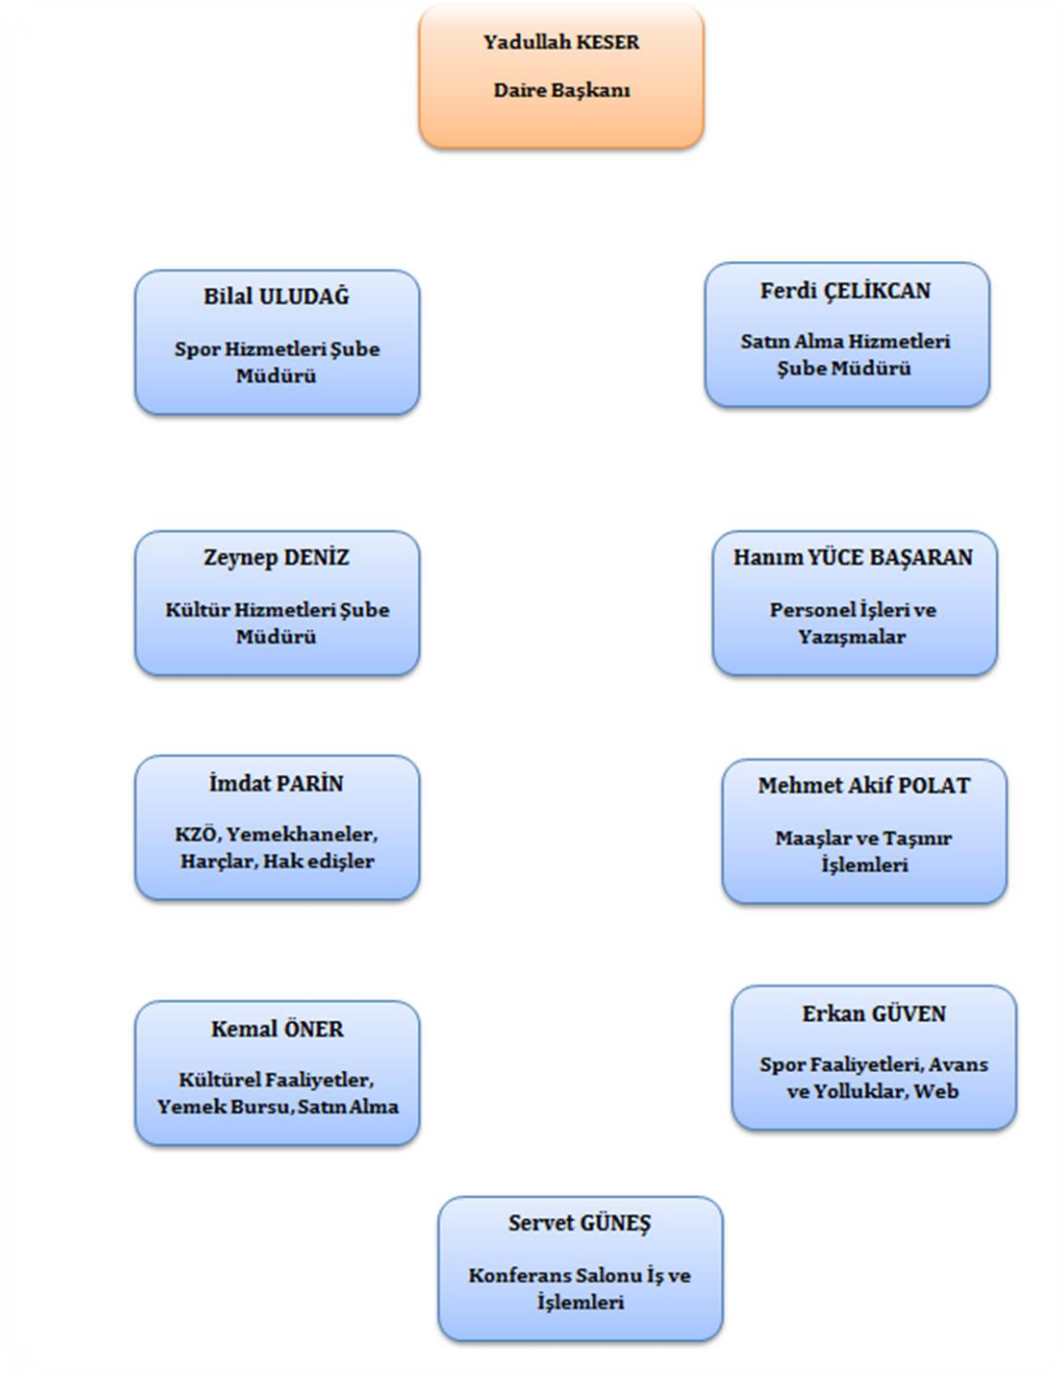 Yadullah KESER
Daire Başkanı
Bilal ULUDAĞ
Spor Hizmetleri Şube
Müdürü
Ferdi ÇELİKCAN
Satın Alma Hizmetleri
Şube Müdürü
Zeynep DENİZ
Kültür Hizmetleri Şube
Müdürü
Hanım YÜCE BAŞARAN
Personel İşleri ve
Yazışmalar
İmdat PARİN
KZÖ, Yemekhaneler,
Harçlar, Hak edişler
Mehmet Akif POLAT
Maaşlar ve Taşınır
İşlemleri
Kemal ÖNER
Kültürel Faaliyetler,
Yemek Bursu, Satın Alma
Erkan GÜVEN
Spor Faaliyetleri, Avans
ve Yolluklar, Web
Servet GÜNEŞ
Konferans Salonu İş ve
İşlemleri